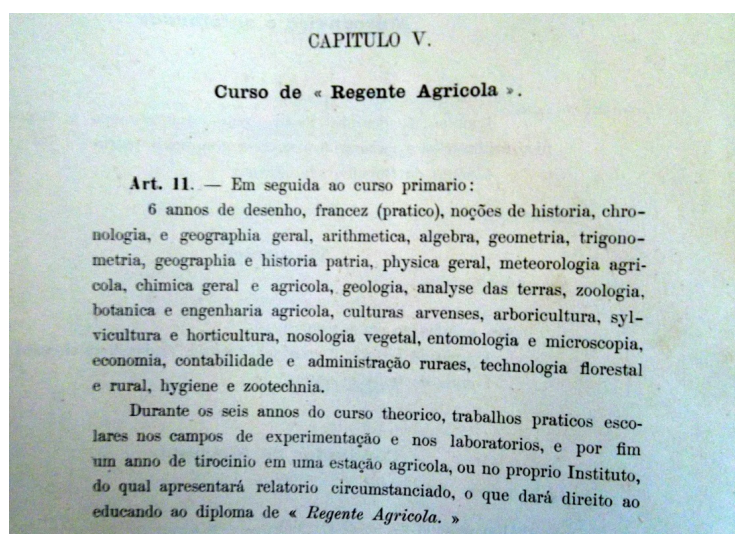 CAPITULO V.
Curso de « Regente Agricola ».
Art. 11. — Em seguida ao curso primario:
6 annos de desenho, francez (pratico), noções de historia, chro-
nologia, e geographia geral, arithmetica, algebra, geometria, trigono-
metria, geographia e historia patria, physica geral, meteorologia agri-
cola, chimica geral e agricola, geologia, analyse das terras, zoologia,
botanica e engenharia agricola, culturas arvenses, arboricultura, syl-
vicultura e horticultura, nosologia vegetal, entomologia e microscopia,
economia, contabilidade e administração ruraes, technologia florestal
e rural, hygiene e zootechnia.
Durante os seis annos do curso theorico, trabalhos praticos esco-
lares nos campos de experimentação e nos laboratorios, e por fim
um anno de tirocinio em uma estação agricola, ou no proprio Instituto,
do qual apresentará relatorio circumstanciado, o que dará direito ao
educando ao diploma de « Regente Agricola. »